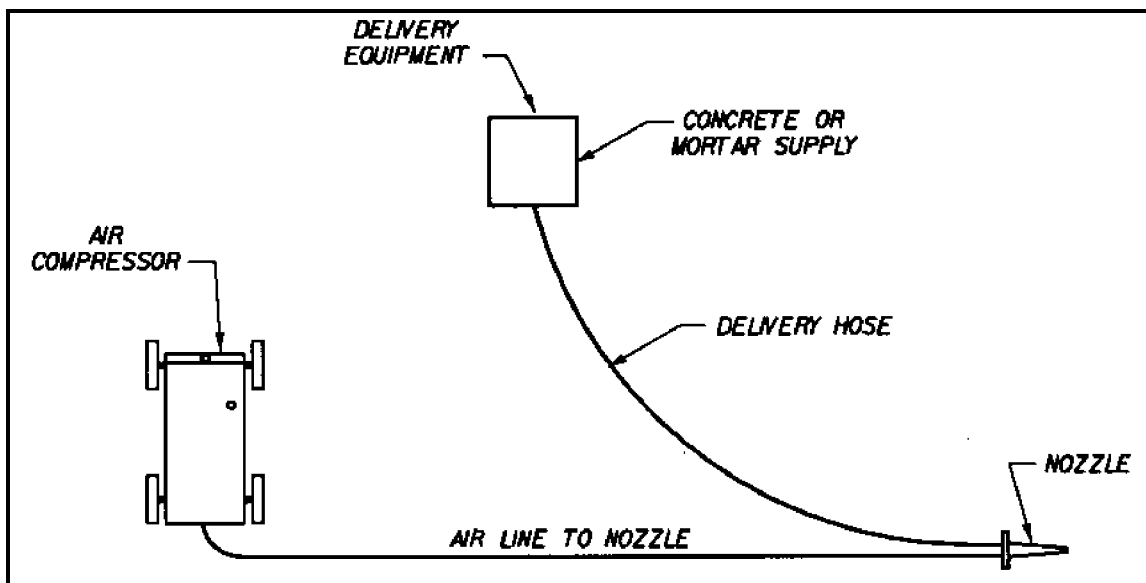 DELIVERY
EQUIPMENT
CONCRETE OR
MORTAR SUPPLY
AIR
COMPRESSOR
DELIVERY HOSE
NOZZLE
AIR LINE TO NOZZLE